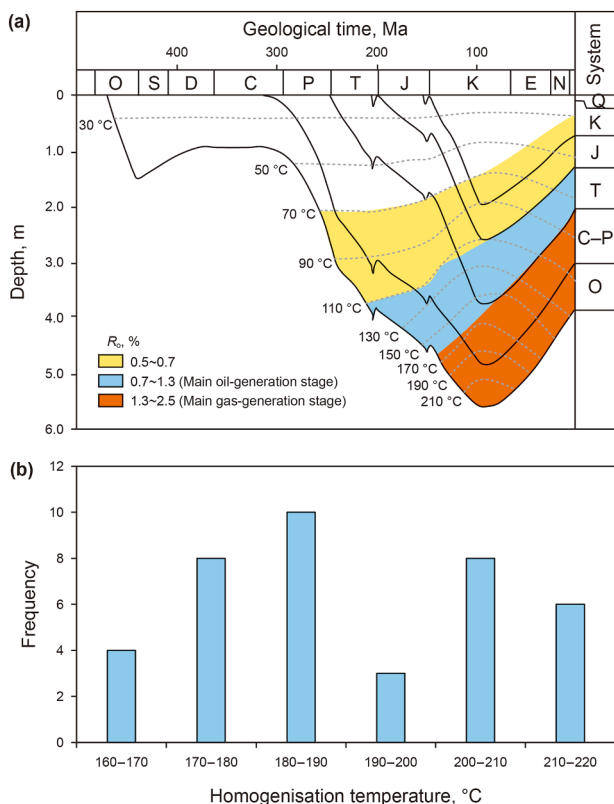 (a)
Geological time, Ma
System
400 300 200 100
O S D C P T J K E N Q
0
30 °C
K
1.0
J
50 °C
T
2.0
70 °C
C–P
Depth, m
3.0
90 °C
O
110 °C
4.0
130 °C
Ro, %
150 °C
0.5~0.7
170 °C
5.0
0.7~1.3 (Main oil-generation stage)
190 °C
1.3~2.5 (Main gas-generation stage)
210 °C
6.0
(b)
12
10
8
6
4
2
0
Frequency
160–170 170–180 180–190 190–200 200–210 210–220
Homogenisation temperature, °C